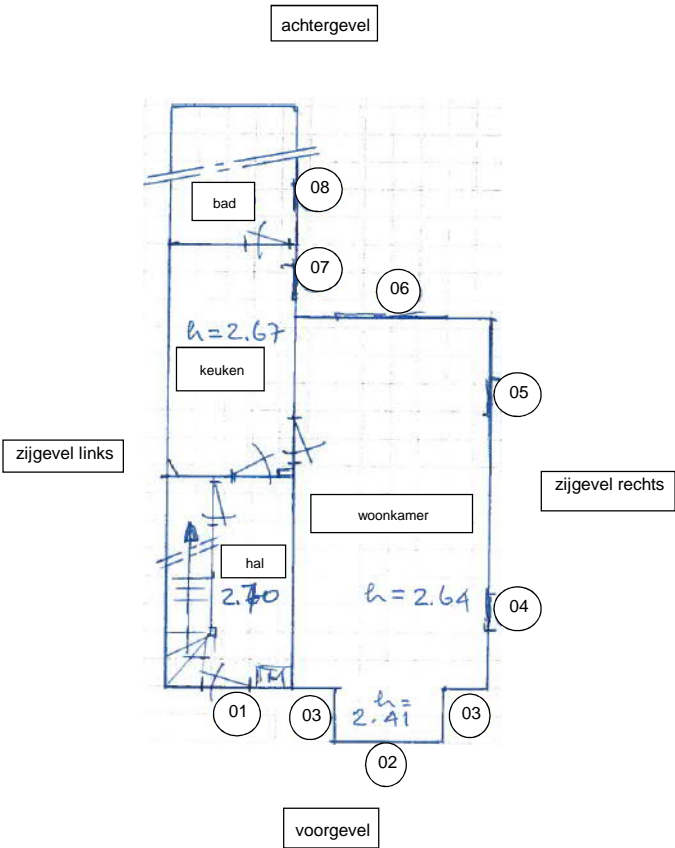 achtergevel
08
bad
07
06
h=2.67
keuken
05
zijgevel links
zijgevel rechts
woonkamer
hal
2.70
h=2.64
04
M
01
03
h=
2.41
03
02
voorgevel